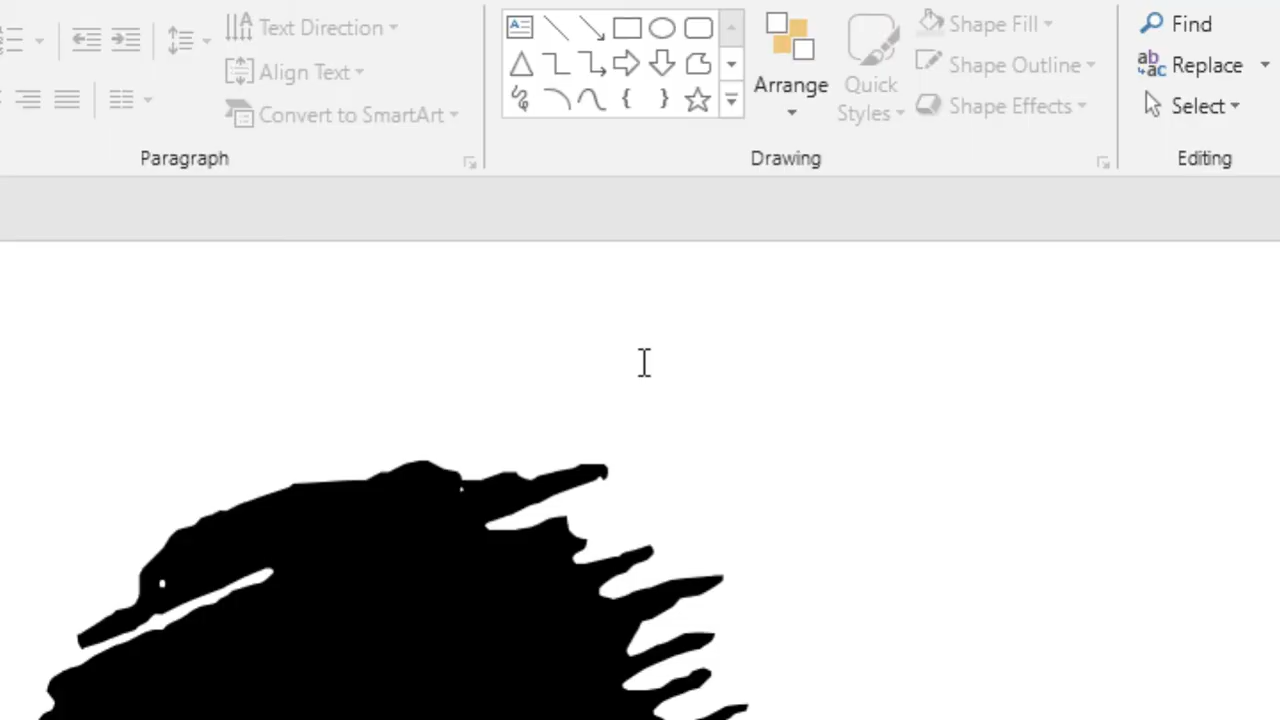 Text Direction
Align Text
Convert to SmartArt
Paragraph
Arrange
Quick
Styles
Shape Fill
Shape Outline
Shape Effects
Drawing
Find
Replace
Select
Editing